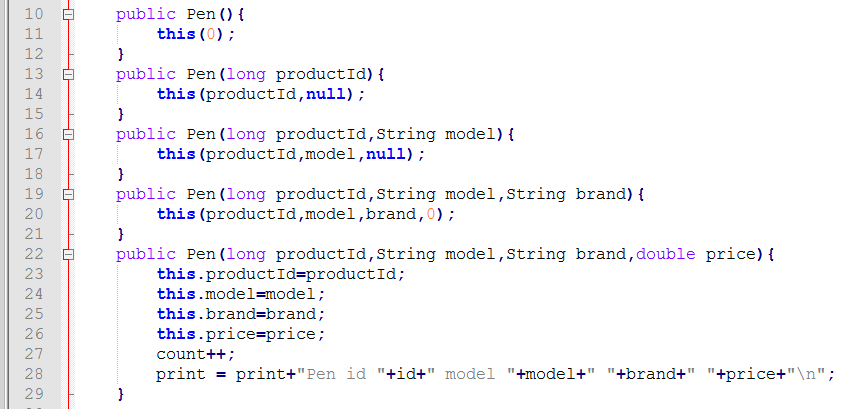 10 public Pen(){
11 this(0);
12 }
13 public Pen(long productId){
14 this(productId,null);
15 }
16 public Pen(long productId,String model){
17 this(productId,model,null);
18 }
19 public Pen(long productId,String model,String brand){
20 this(productId,model,brand,0);
21 }
22 public Pen(long productId,String model,String brand,double price){
23 this.productId=productId;
24 this.model=model;
25 this.brand=brand;
26 this.price=price;
27 count++;
28 print = print+"Pen id "+id+" model "+model+" "+brand+" "+price+"\n";
29 }